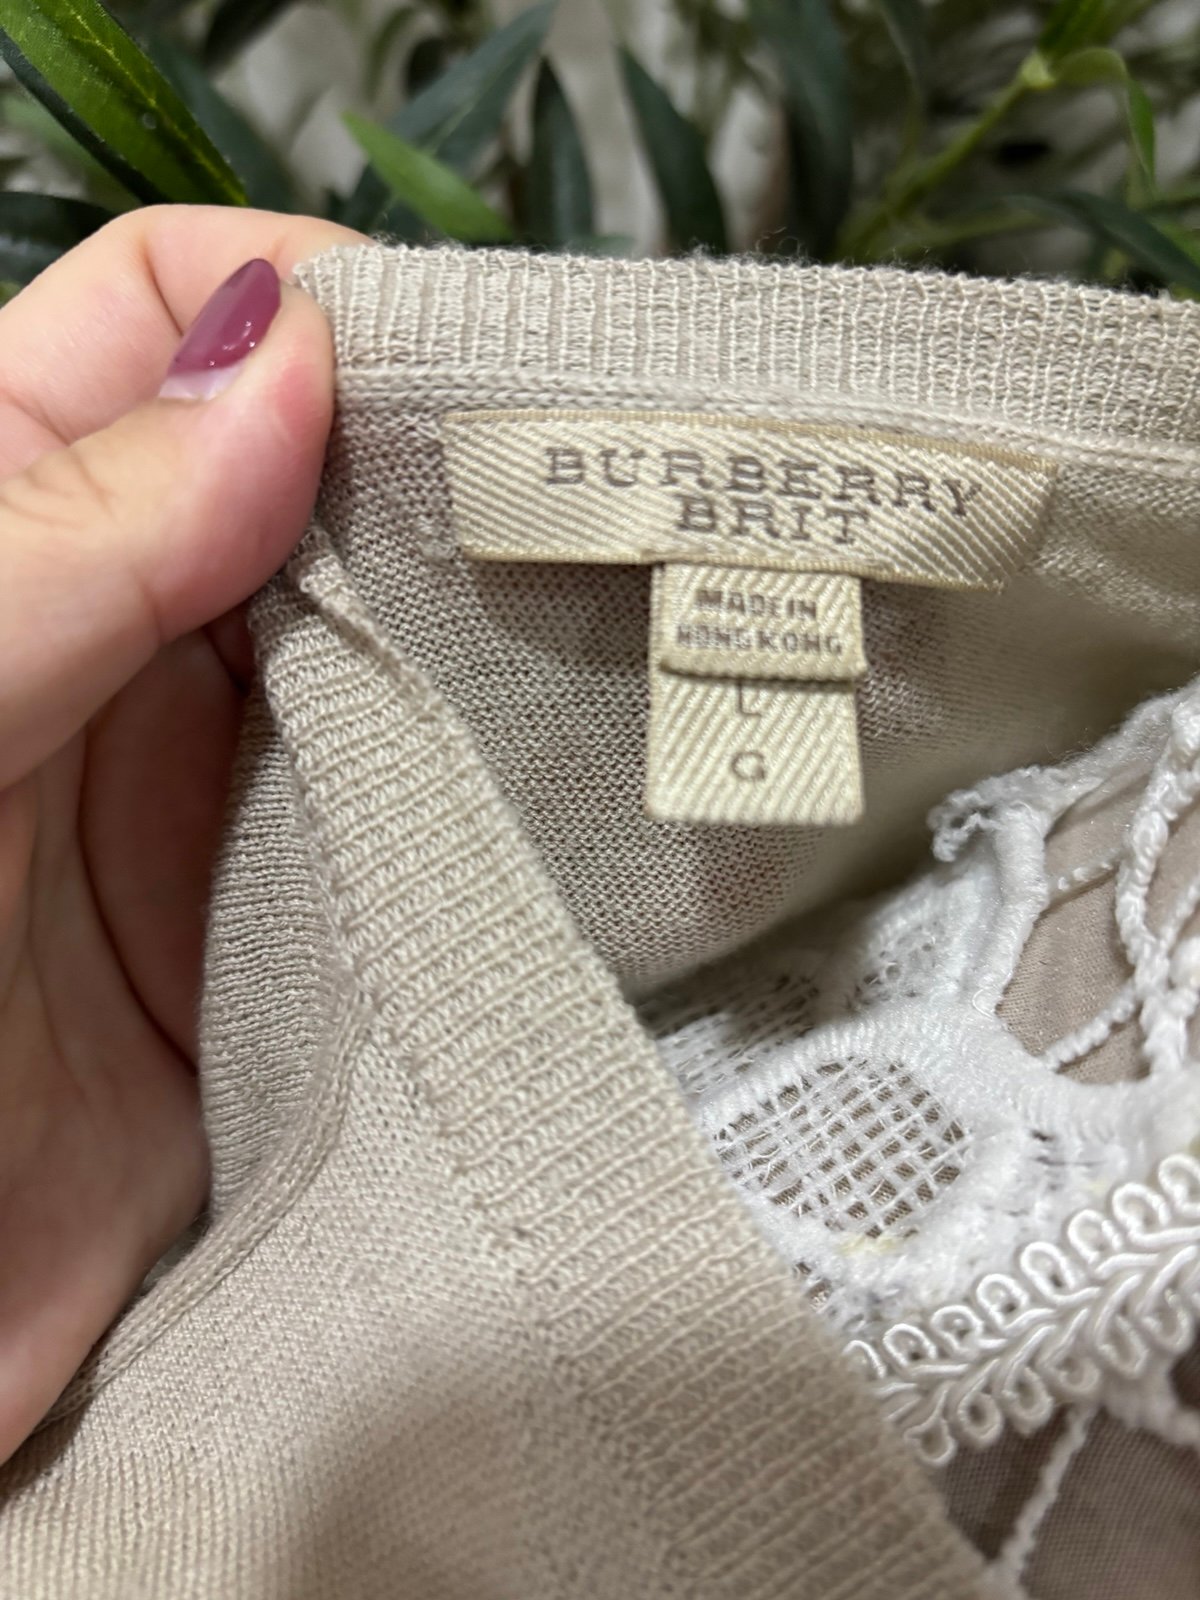 BURBERRY
BRIT
MADE IN
HONG KONG
L
G